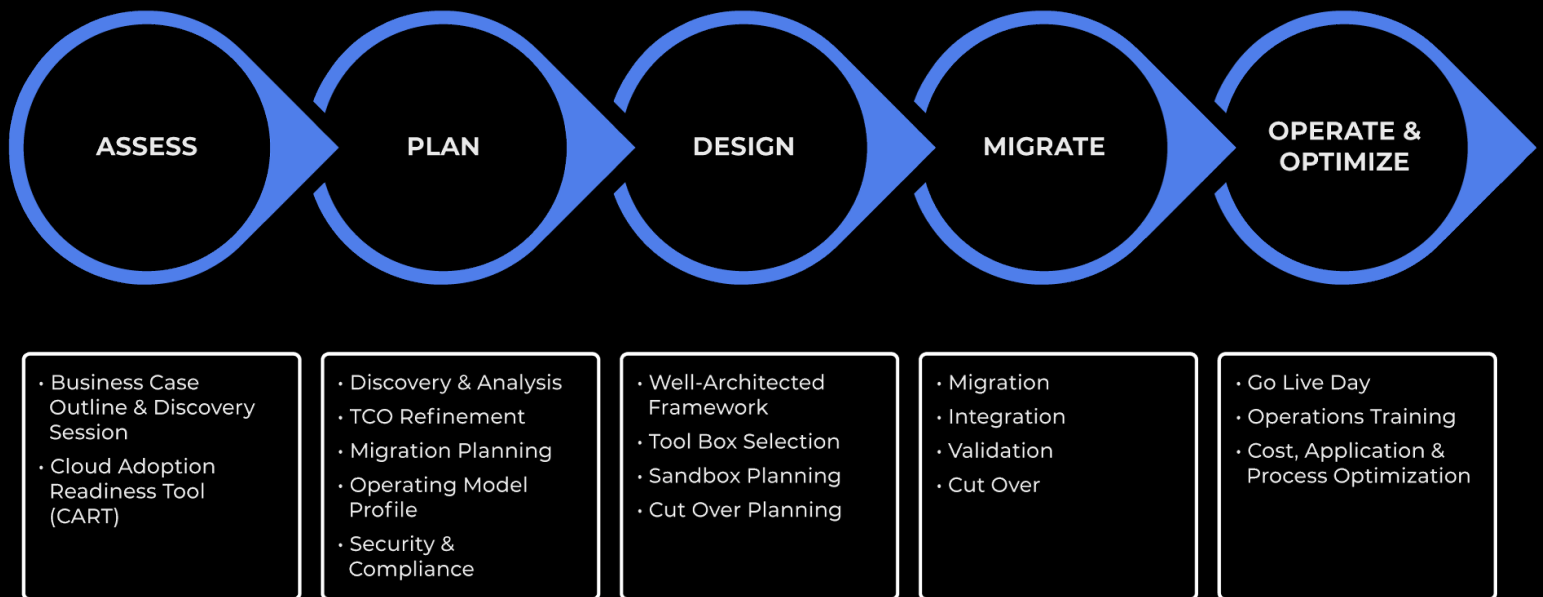 ASSESS
PLAN
DESIGN
MIGRATE
OPERATE &
OPTIMIZE
• Business Case
Outline & Discovery
Session
• Cloud Adoption
Readiness Tool
(CART)
• Discovery & Analysis
• TCO Refinement
• Migration Planning
• Operating Model
Profile
• Security &
Compliance
• Well-Architected
Framework
• Tool Box Selection
• Sandbox Planning
• Cut Over Planning
• Migration
• Integration
• Validation
• Cut Over
• Go Live Day
• Operations Training
• Cost, Application &
Process Optimization